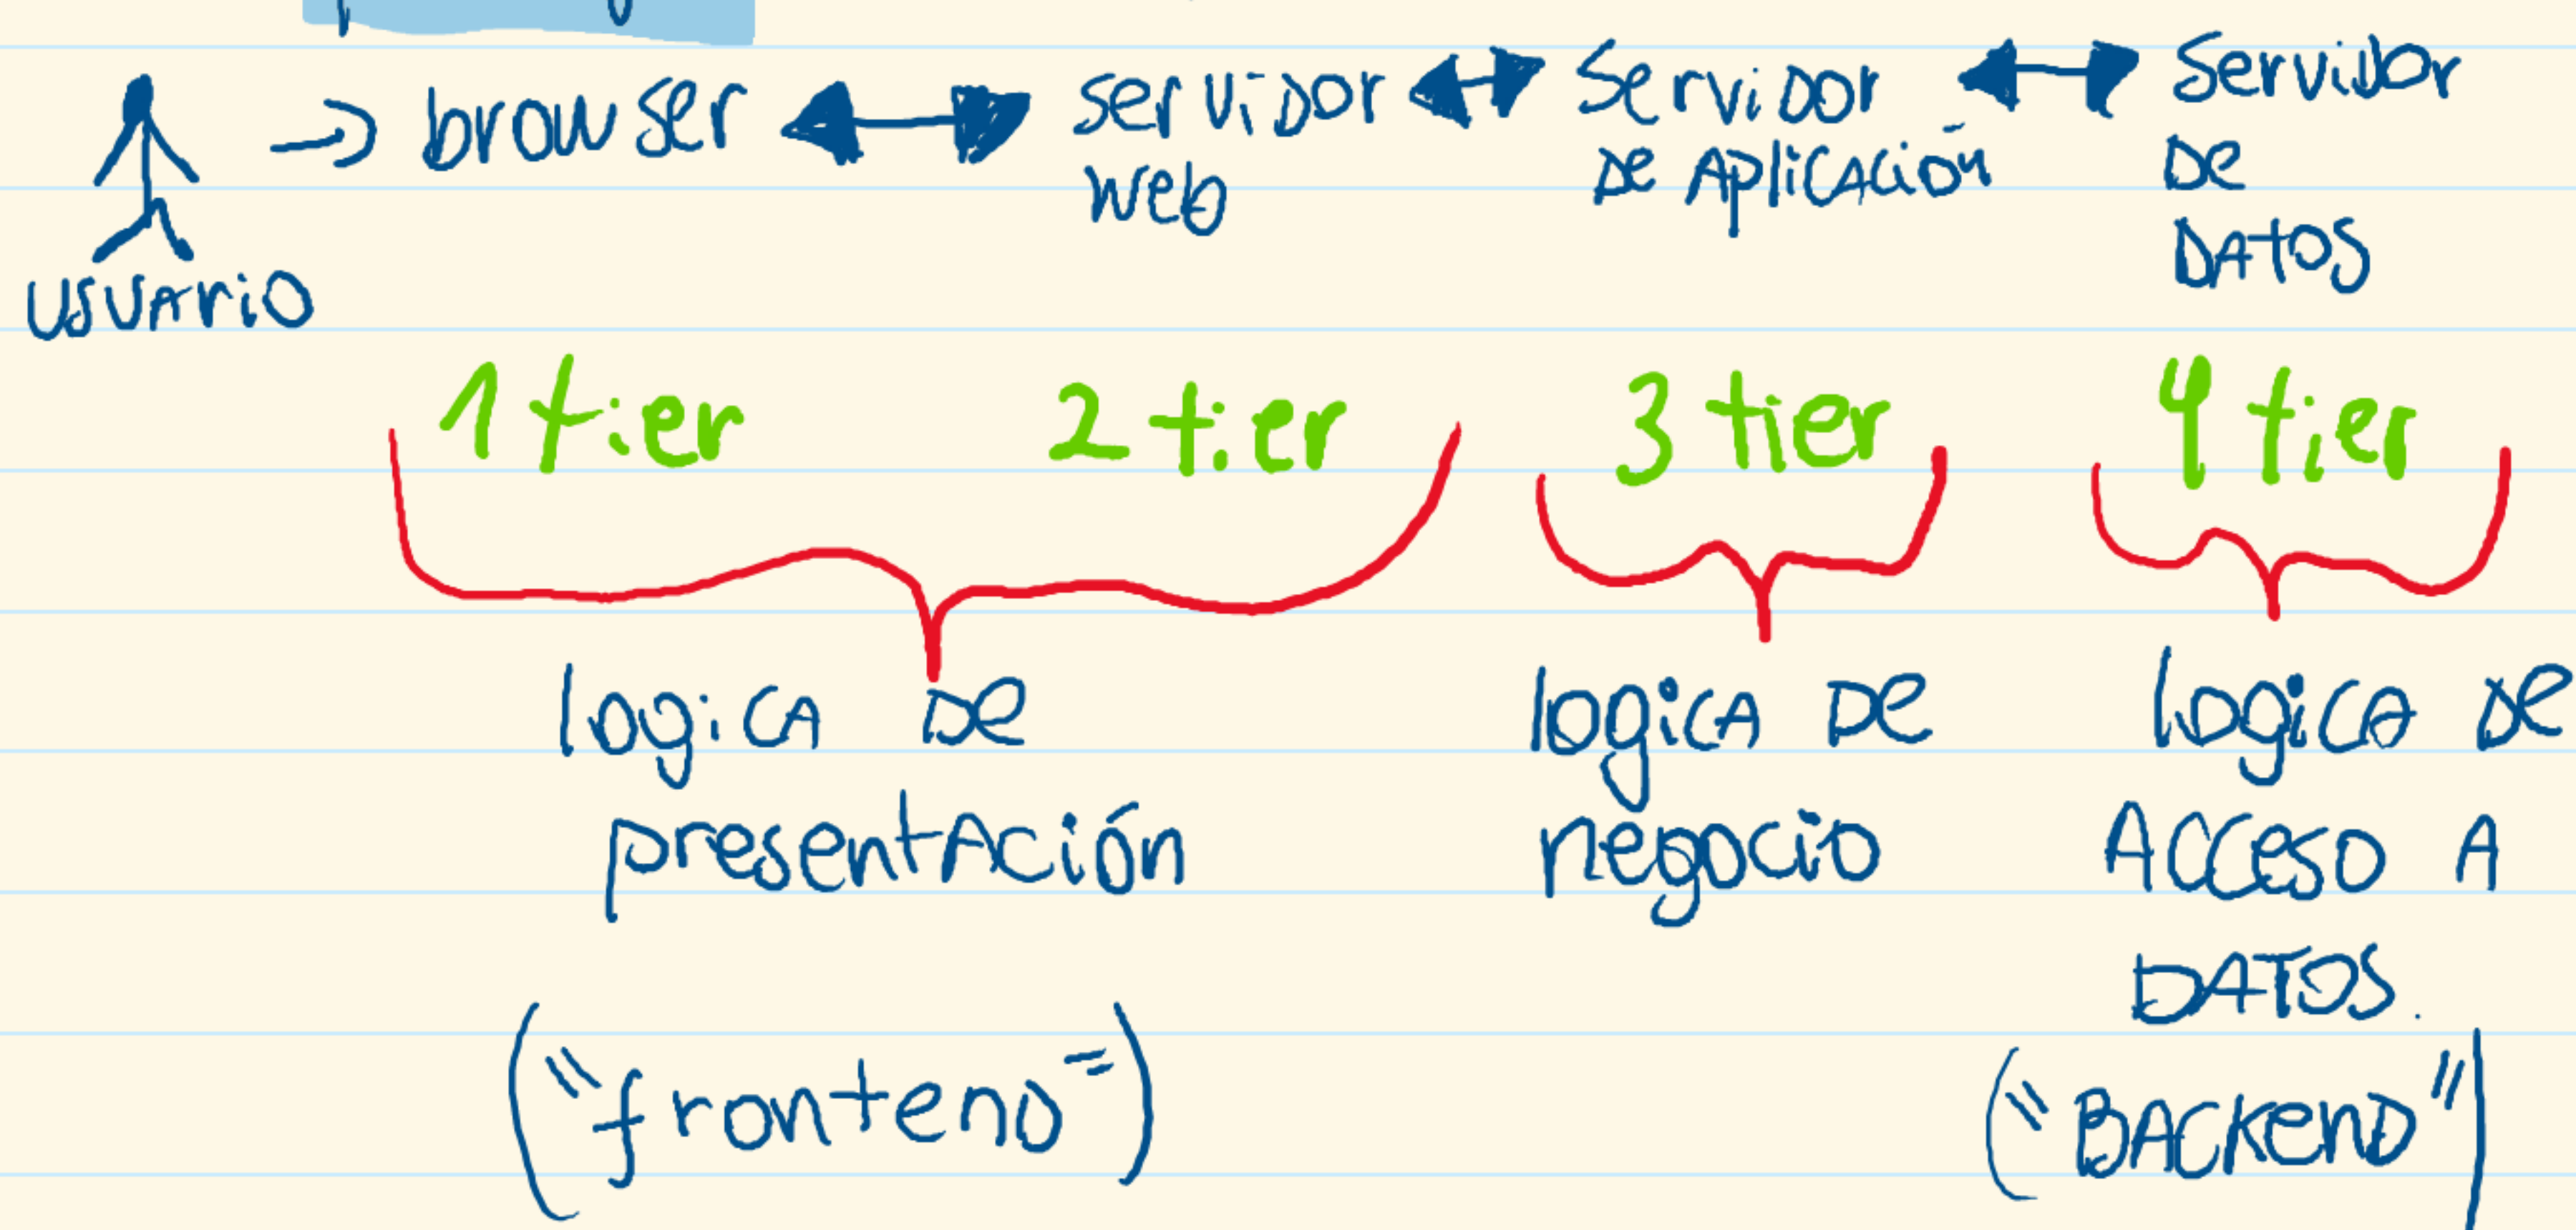 browser servidor Servidor Servidor
web De Aplicación De
Datos
usuario
1 tier 2 tier 3 tier 4 tier
logica De logica De logica De
presentación negocio Acceso A
DATOS.
("frontend") ("BACKenD")